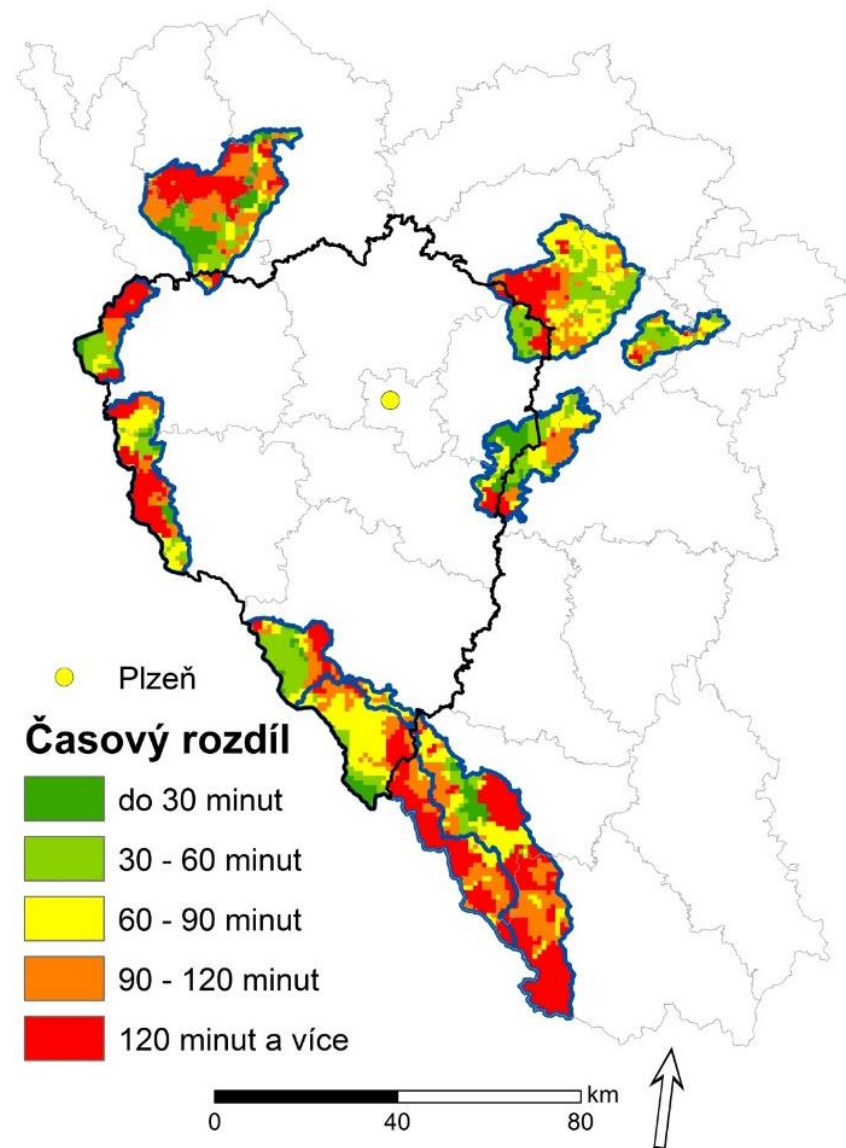 Plzeň
Časový rozdíl
do 30 minut
30 - 60 minut
60 - 90 minut
90 - 120 minut
120 minut a více
km
0 40 80